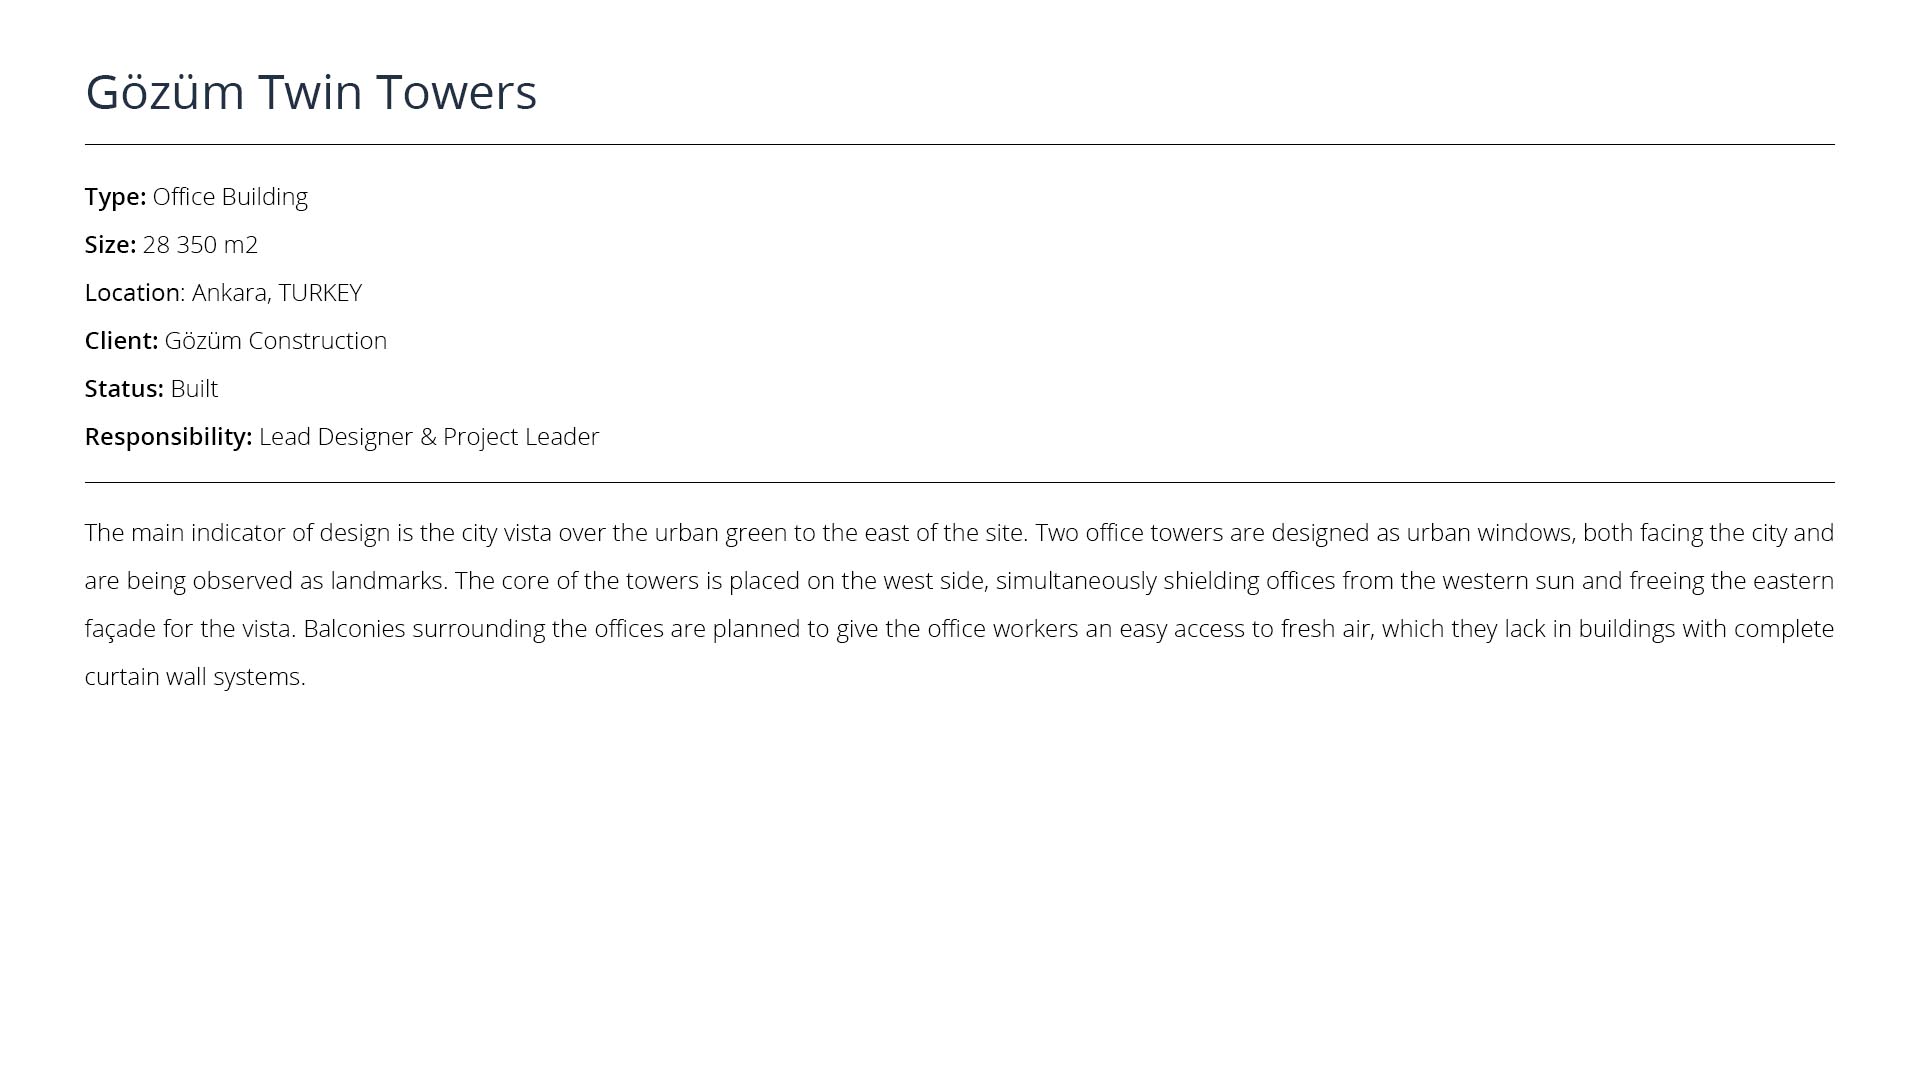 Gözüm Twin Towers
Type: Office Building
Size: 28 350 m2
Location: Ankara, TURKEY
Client: Gözüm Construction
Status: Built
Responsibility: Lead Designer & Project Leader
The main indicator of design is the city vista over the urban green to the east of the site. Two office towers are designed as urban windows, both facing the city and
are being observed as landmarks. The core of the towers is placed on the west side, simultaneously shielding offices from the western sun and freeing the eastern
façade for the vista. Balconies surrounding the offices are planned to give the office workers an easy access to fresh air, which they lack in buildings with complete
curtain wall systems.